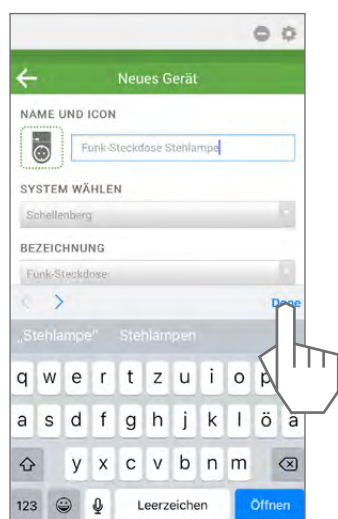 Neues Gerät
NAME UND ICON
Funk-Steckdose Stehlampe
SYSTEM WÄHLEN
Schellenberg
BEZEICHNUNG
Funk-Steckdose
Done
„Stehlampe“ Stehlampen
q w e r t z u i o p
a s d f g h j k l ö ä
y x c v b n m
123 Leerzeichen Öffnen